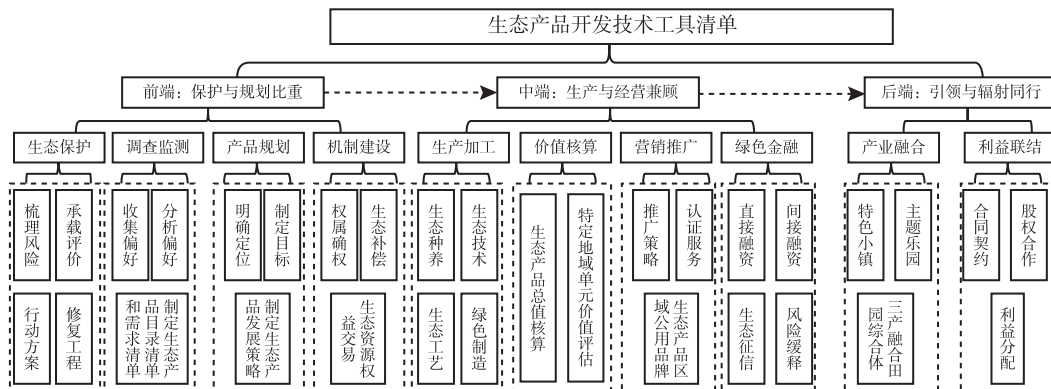 生态产品开发技术工具清单
前端：保护与规划比重
中端：生产与经营兼顾
后端：引领与辐射同行
生态保护
调查监测
产品规划
机制建设
生产加工
价值核算
营销推广
绿色金融
产业融合
利益联结
梳理风险
承载评价
收集偏好
分析偏好
明确定位
制定目标
权属确权
生态补偿
生态种养
生态技术
生态产品总值核算
特定地域单元价值评估
推广策略
认证服务
直接融资
间接融资
特色小镇
主题乐园
合同契约
股权合作
行动方案
修复工程
制定生态产
品目录清单
和需求清单
制定生态产
品发展策略
生态资源权
益交易
生态工艺
绿色制造
生态产品区
域公用品牌
生态征信
风险缓释
三产融合田
园综合体
利益分配